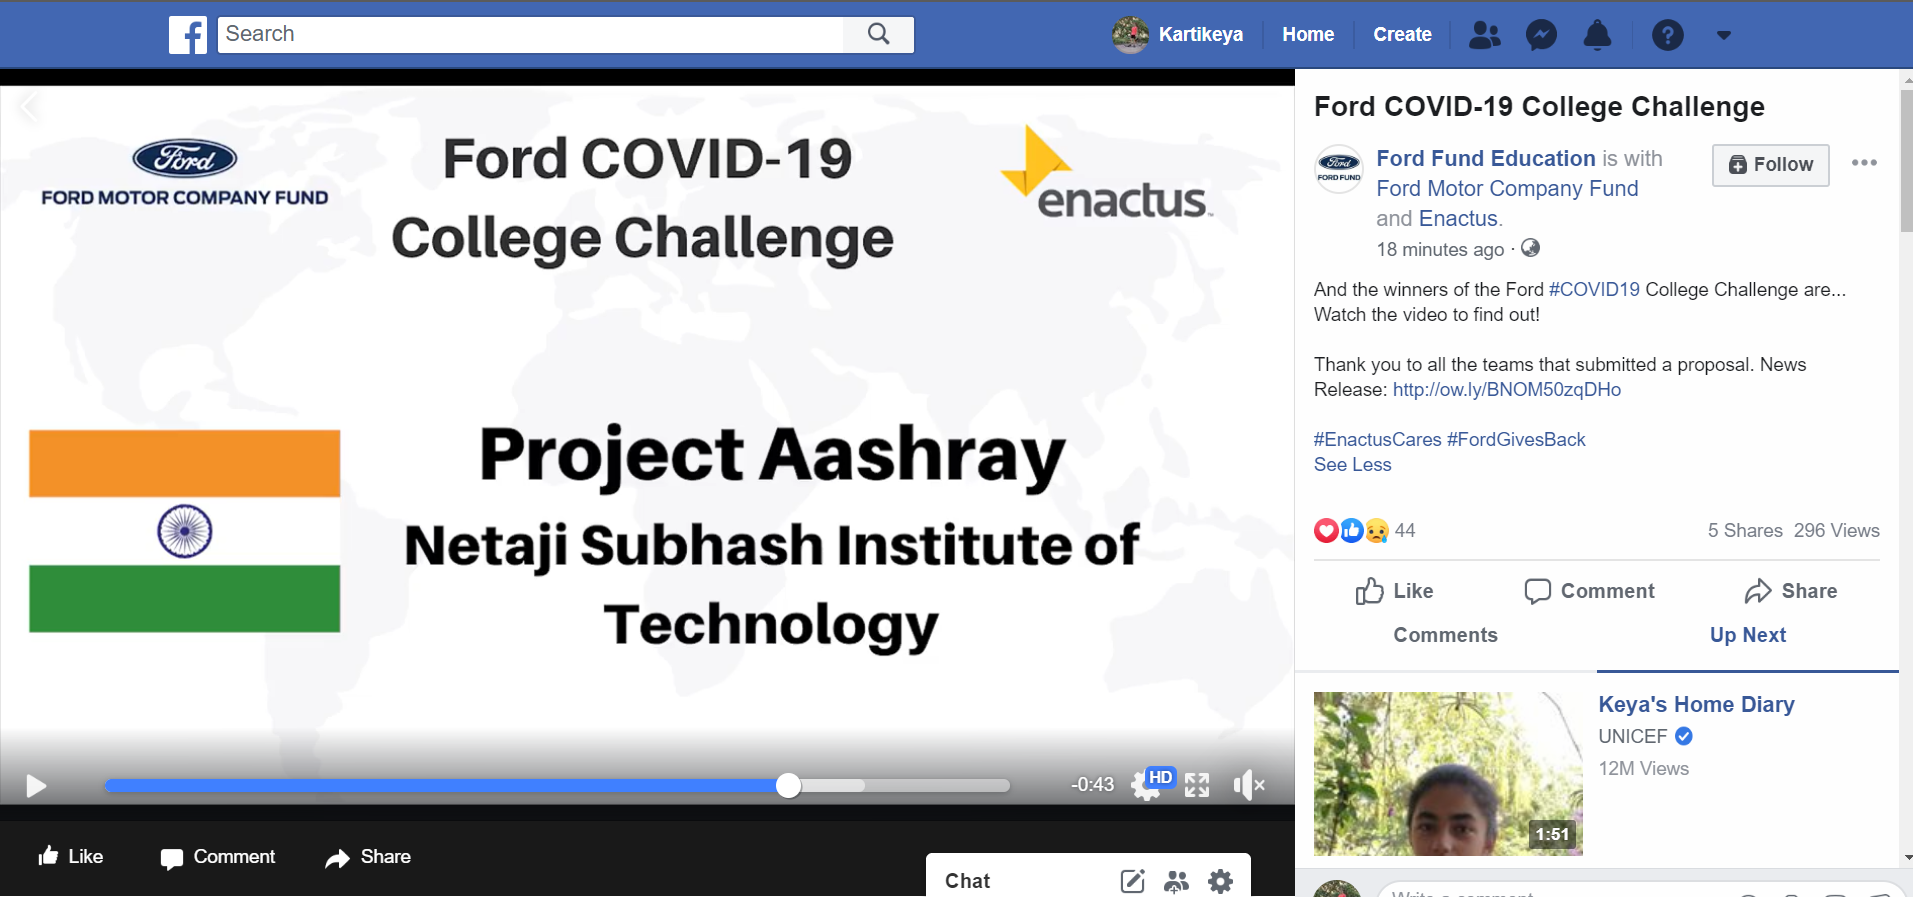 Search
Kartikeya
Home
Create
Ford
FORD MOTOR COMPANY FUND
Ford COVID-19
College Challenge
enactus
Project Aashray
Netaji Subhash Institute of
Technology
-0:43
HD
Like
Comment
Share
Chat
Ford COVID-19 College Challenge
Ford
FORD FUND
Ford Fund Education is with
Ford Motor Company Fund
and Enactus.
18 minutes ago ·
Follow
And the winners of the Ford #COVID19 College Challenge are...
Watch the video to find out!
Thank you to all the teams that submitted a proposal. News
Release: http://ow.ly/BNOM50zqDHo
#EnactusCares #FordGivesBack
See Less
44
5 Shares 296 Views
Like
Comment
Share
Comments
Up Next
Keya's Home Diary
UNICEF
12M Views
1:51
Write a comment